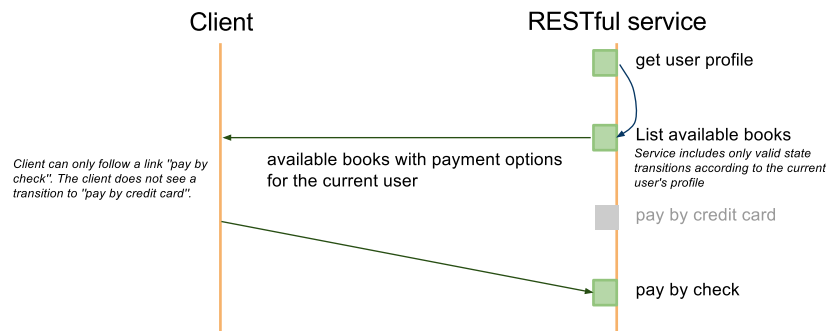 Client
RESTful service
get user profile
List available books
Service includes only valid state
transitions according to the current
user's profile
available books with payment options
for the current user
Client can only follow a link "pay by
check". The client does not see a
transition to "pay by credit card".
pay by credit card
pay by check